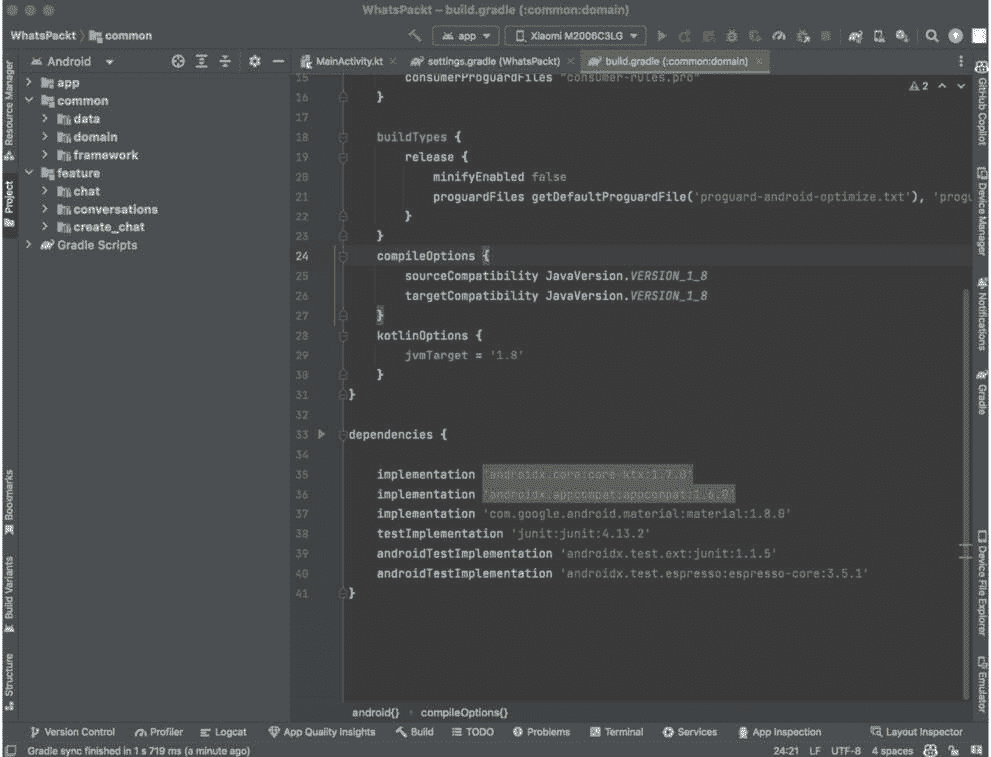 WhatsPackt – build.gradle (:common:domain)
WhatsPackt
common
app
Xiaomi M2006C3LG
Android
MainActivity.kt
settings.gradle (WhatsPackt)
build.gradle (:common:domain)
Resource Manager
Project
Bookmarks
Build Variants
Structure
app
common
data
domain
framework
feature
chat
conversations
create_chat
Gradle Scripts
2
15 consumerProguardFiles "consumer-rules.pro"
16 }
17
18 buildTypes {
19 release {
20 minifyEnabled false
21 proguardFiles getDefaultProguardFile('proguard-android-optimize.txt'), 'progu
22 }
23 }
24 compileOptions {
25 sourceCompatibility JavaVersion.VERSION_1_8
26 targetCompatibility JavaVersion.VERSION_1_8
27 }
28 kotlinOptions {
29 jvmTarget = '1.8'
30 }
31 }
32
33 dependencies {
34
35 implementation 'androidx.core:core-ktx:1.7.0'
36 implementation 'androidx.appcompat:appcompat:1.6.0'
37 implementation 'com.google.android.material:material:1.8.0'
38 testImplementation 'junit:junit:4.13.2'
39 androidTestImplementation 'androidx.test.ext:junit:1.1.5'
40 androidTestImplementation 'androidx.test.espresso:espresso-core:3.5.1'
41 }
GitHub Copilot
Device Manager
Notifications
Gradle
Device File Explorer
Emulator
android{} › compileOptions{}
Version Control
Profiler
Logcat
App Quality Insights
Build
TODO
Problems
Terminal
Services
App Inspection
Layout Inspector
Gradle sync finished in 1 s 719 ms (a minute ago)
24:21 LF UTF-8 4 spaces